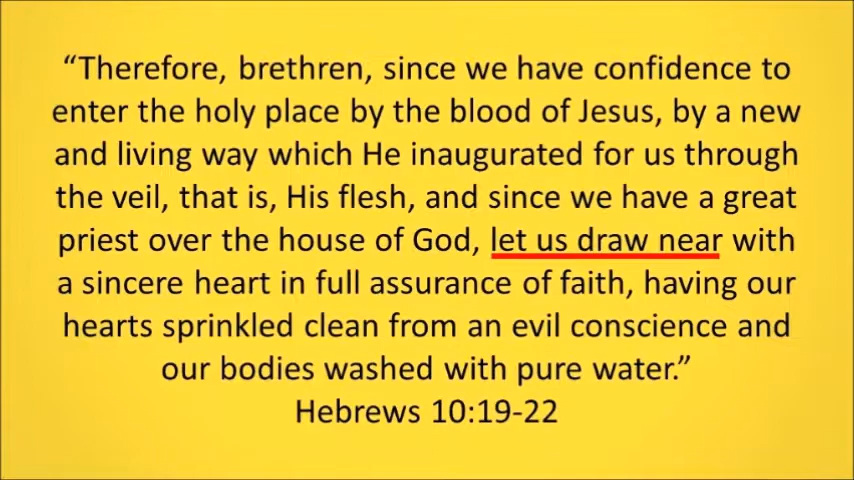 “Therefore, brethren, since we have confidence to
enter the holy place by the blood of Jesus, by a new
and living way which He inaugurated for us through
the veil, that is, His flesh, and since we have a great
priest over the house of God, let us draw near with
a sincere heart in full assurance of faith, having our
hearts sprinkled clean from an evil conscience and
our bodies washed with pure water.”
Hebrews 10:19-22